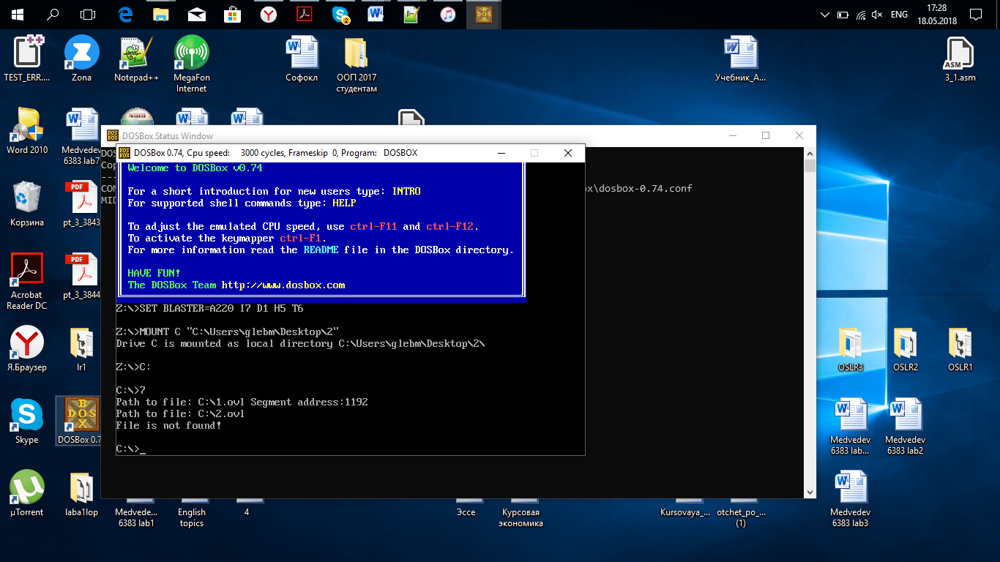 ENG
17:28
18.05.2018
2
TEST_ERR....
Zona
Notepad++
MegaFon
Internet
Софокл
ООП 2017
студентам
Учебник_А...
ASM
3_1.asm
Word 2010
Medvedev
6383 lab7
NSIS
Корзина
PDF
pt_3_3843
Acrobat
Reader DC
PDF
pt_3_3844
Я.Браузер
lr1
Skype
DOSBox 0.7
µTorrent
laba1lop
Medvede...
6383 lab1
English
topics
4
Эссе
Курсовая
экономика
Kursovaya_...
otchet_po_...
(1)
OSLR3
OSLR2
OSLR1
Medvedev
6383 lab...
Medvedev
6383 lab2
Medvedev
6383 lab3
DOSBox Status Window
DOS
Cop
---
CON
MID
ox\dosbox-0.74.conf
DOSBox 0.74, Cpu speed: 3000 cycles, Frameskip 0, Program: DOSBOX
Welcome to DOSBox v0.74
For a short introduction for new users type: INTRO
For supported shell commands type: HELP
To adjust the emulated CPU speed, use ctrl-F11 and ctrl-F12.
To activate the keymapper ctrl-F1.
For more information read the README file in the DOSBox directory.
HAVE FUN!
The DOSBox Team http://www.dosbox.com
Z:\>SET BLASTER=A220 I7 D1 H5 T6
Z:\>MOUNT C "C:\Users\glebm\Desktop\2"
Drive C is mounted as local directory C:\Users\glebm\Desktop\2\
Z:\>C:
C:\>7
Path to file: C:\1.ovl Segment address:1192
Path to file: C:\2.ovl
File is not found!
C:\>_